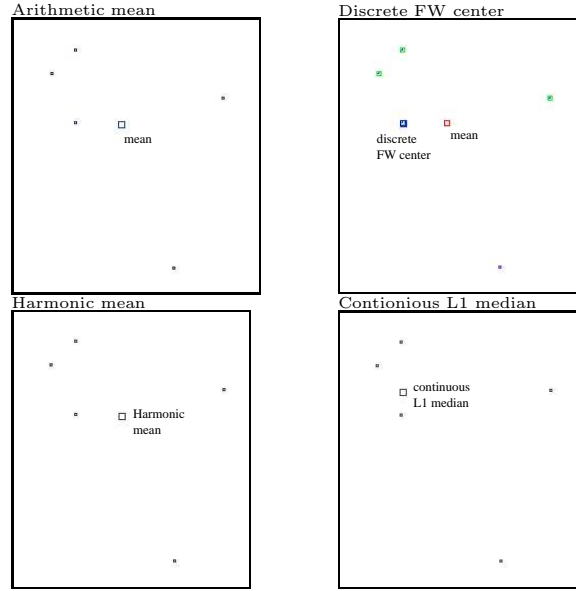 Arithmetic mean
mean
Discrete FW center
discrete
FW center
mean
Harmonic mean
Harmonic
mean
Contionious L1 median
continuous
L1 median